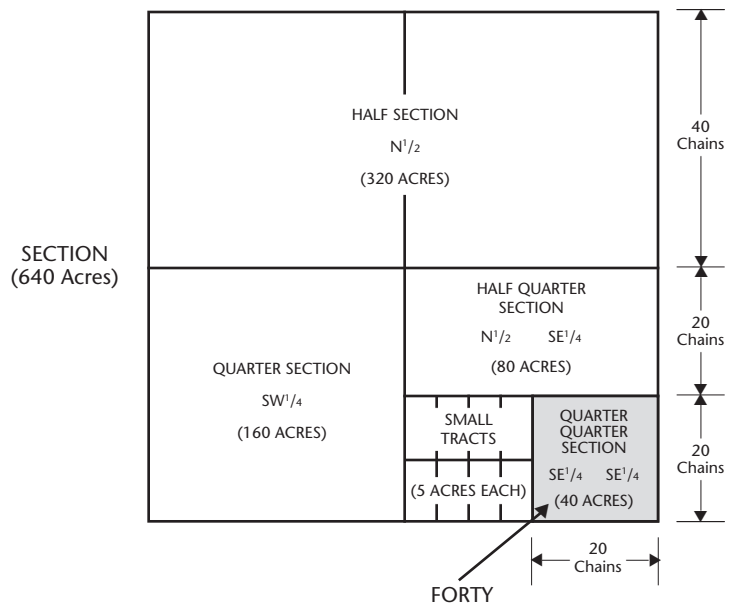 HALF SECTION
N1/2
(320 ACRES)
40
Chains
SECTION
(640 Acres)
HALF QUARTER
SECTION
N1/2 SE1/4
(80 ACRES)
20
Chains
QUARTER SECTION
SW1/4
(160 ACRES)
SMALL
TRACTS
(5 ACRES EACH)
QUARTER
QUARTER
SECTION
SE1/4 SE1/4
(40 ACRES)
20
Chains
20
Chains
FORTY